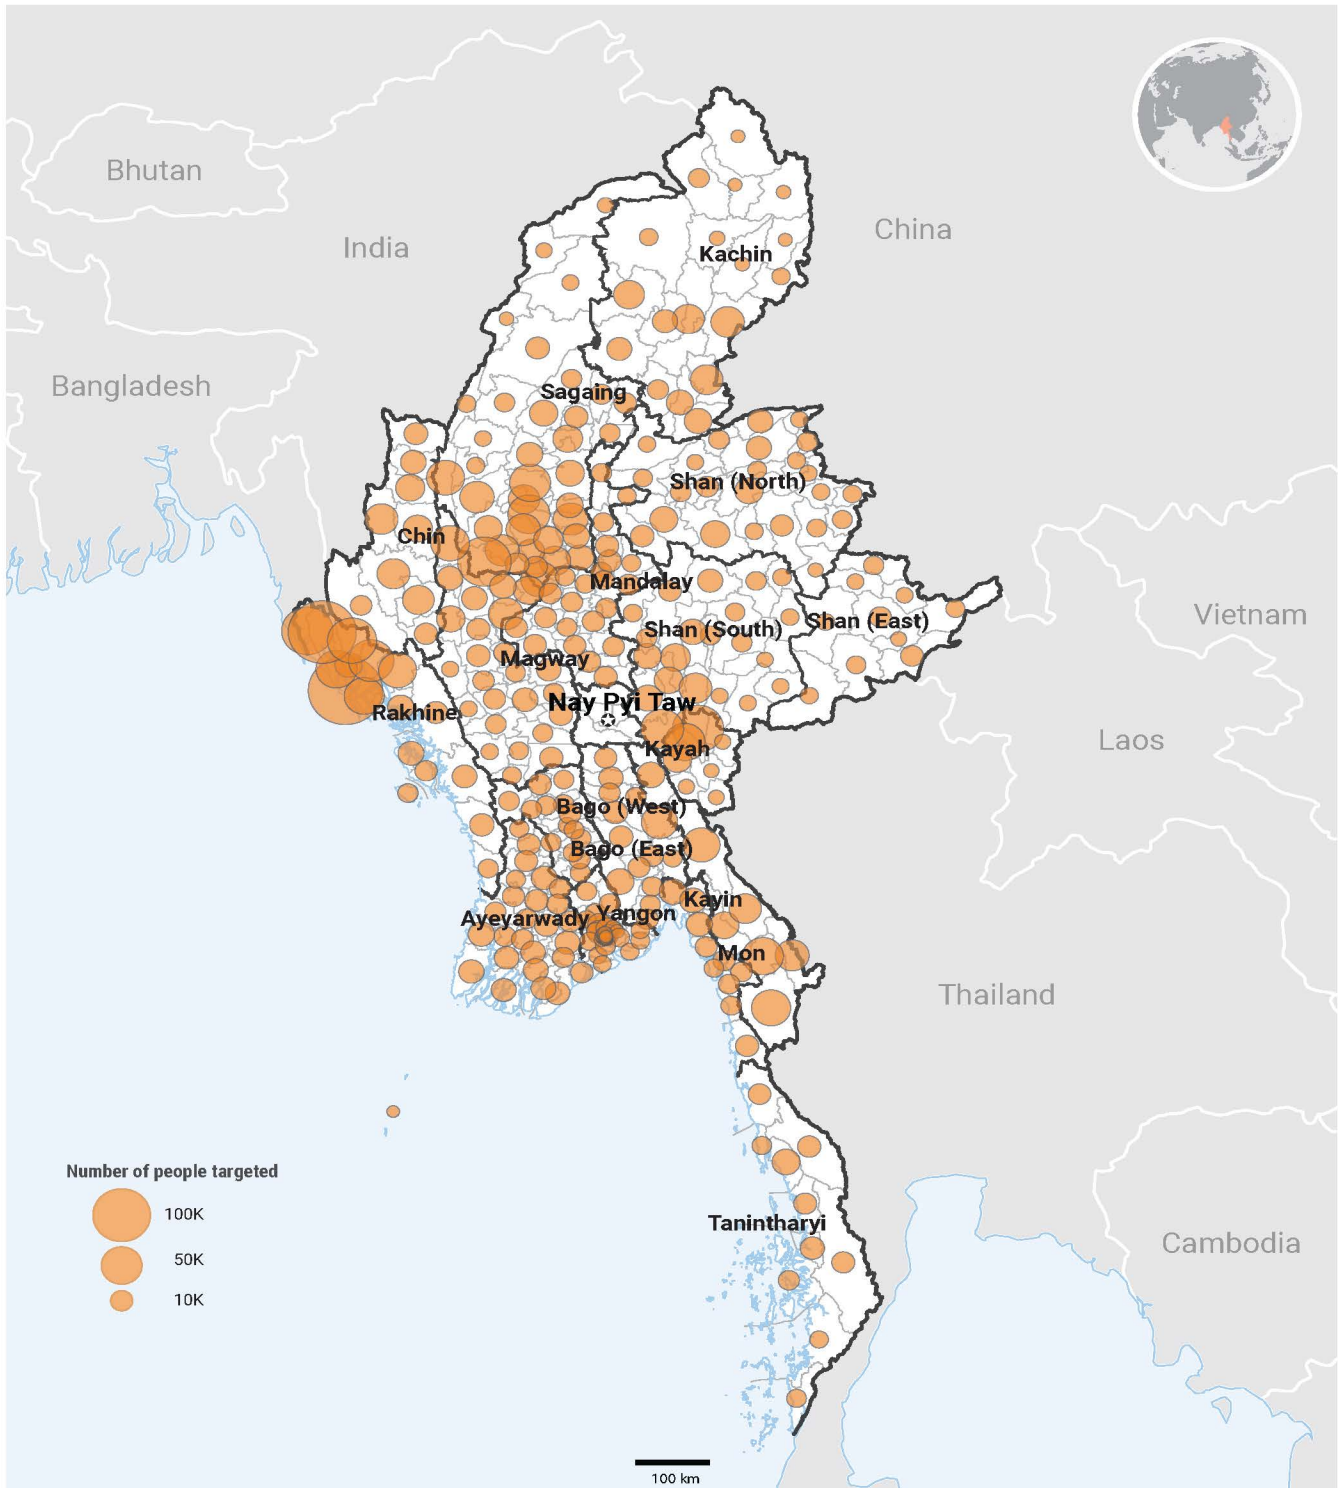 Bhutan
India
China
Kachin
Bangladesh
Sagaing
Shan (North)
Chin
Mandalay
Shan (South)
Shan (East)
Vietnam
Magway
Nay Pyi Taw
Rakhine
Kayah
Laos
Bago (West)
Bago (East)
Kayin
Ayeyarwady
Yangon
Mon
Thailand
Number of people targeted
100K
50K
10K
Tanintharyi
Cambodia
100 km